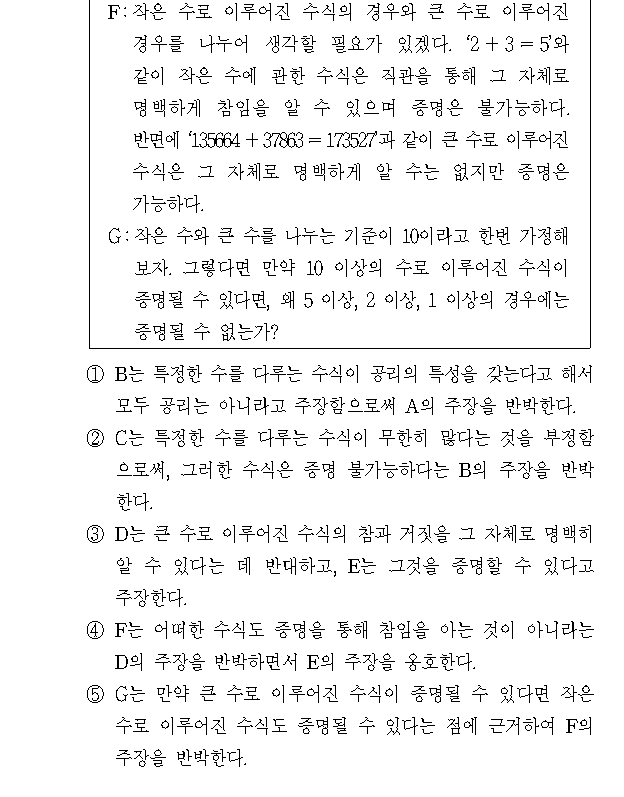 F: 작은 수로 이루어진 수식의 경우와 큰 수로 이루어진
경우를 나누어 생각할 필요가 있겠다. ‘2 + 3 = 5’와
같이 작은 수에 관한 수식은 직관을 통해 그 자체로
명백하게 참임을 알 수 있으며 증명은 불가능하다.
반면에 ‘135664 + 37863 = 173527’과 같이 큰 수로 이루어진
수식은 그 자체로 명백하게 알 수는 없지만 증명은
가능하다.
G: 작은 수와 큰 수를 나누는 기준이 10이라고 한번 가정해
보자. 그렇다면 만약 10 이상의 수로 이루어진 수식이
증명될 수 있다면, 왜 5 이상, 2 이상, 1 이상의 경우에는
증명될 수 없는가?
① B는 특정한 수를 다루는 수식이 공리의 특성을 갖는다고 해서
모두 공리는 아니라고 주장함으로써 A의 주장을 반박한다.
② C는 특정한 수를 다루는 수식이 무한히 많다는 것을 부정함
으로써, 그러한 수식은 증명 불가능하다는 B의 주장을 반박
한다.
③ D는 큰 수로 이루어진 수식의 참과 거짓을 그 자체로 명백히
알 수 있다는 데 반대하고, E는 그것을 증명할 수 있다고
주장한다.
④ F는 어떠한 수식도 증명을 통해 참임을 아는 것이 아니라는
D의 주장을 반박하면서 E의 주장을 옹호한다.
⑤ G는 만약 큰 수로 이루어진 수식이 증명될 수 있다면 작은
수로 이루어진 수식도 증명될 수 있다는 점에 근거하여 F의
주장을 반박한다.